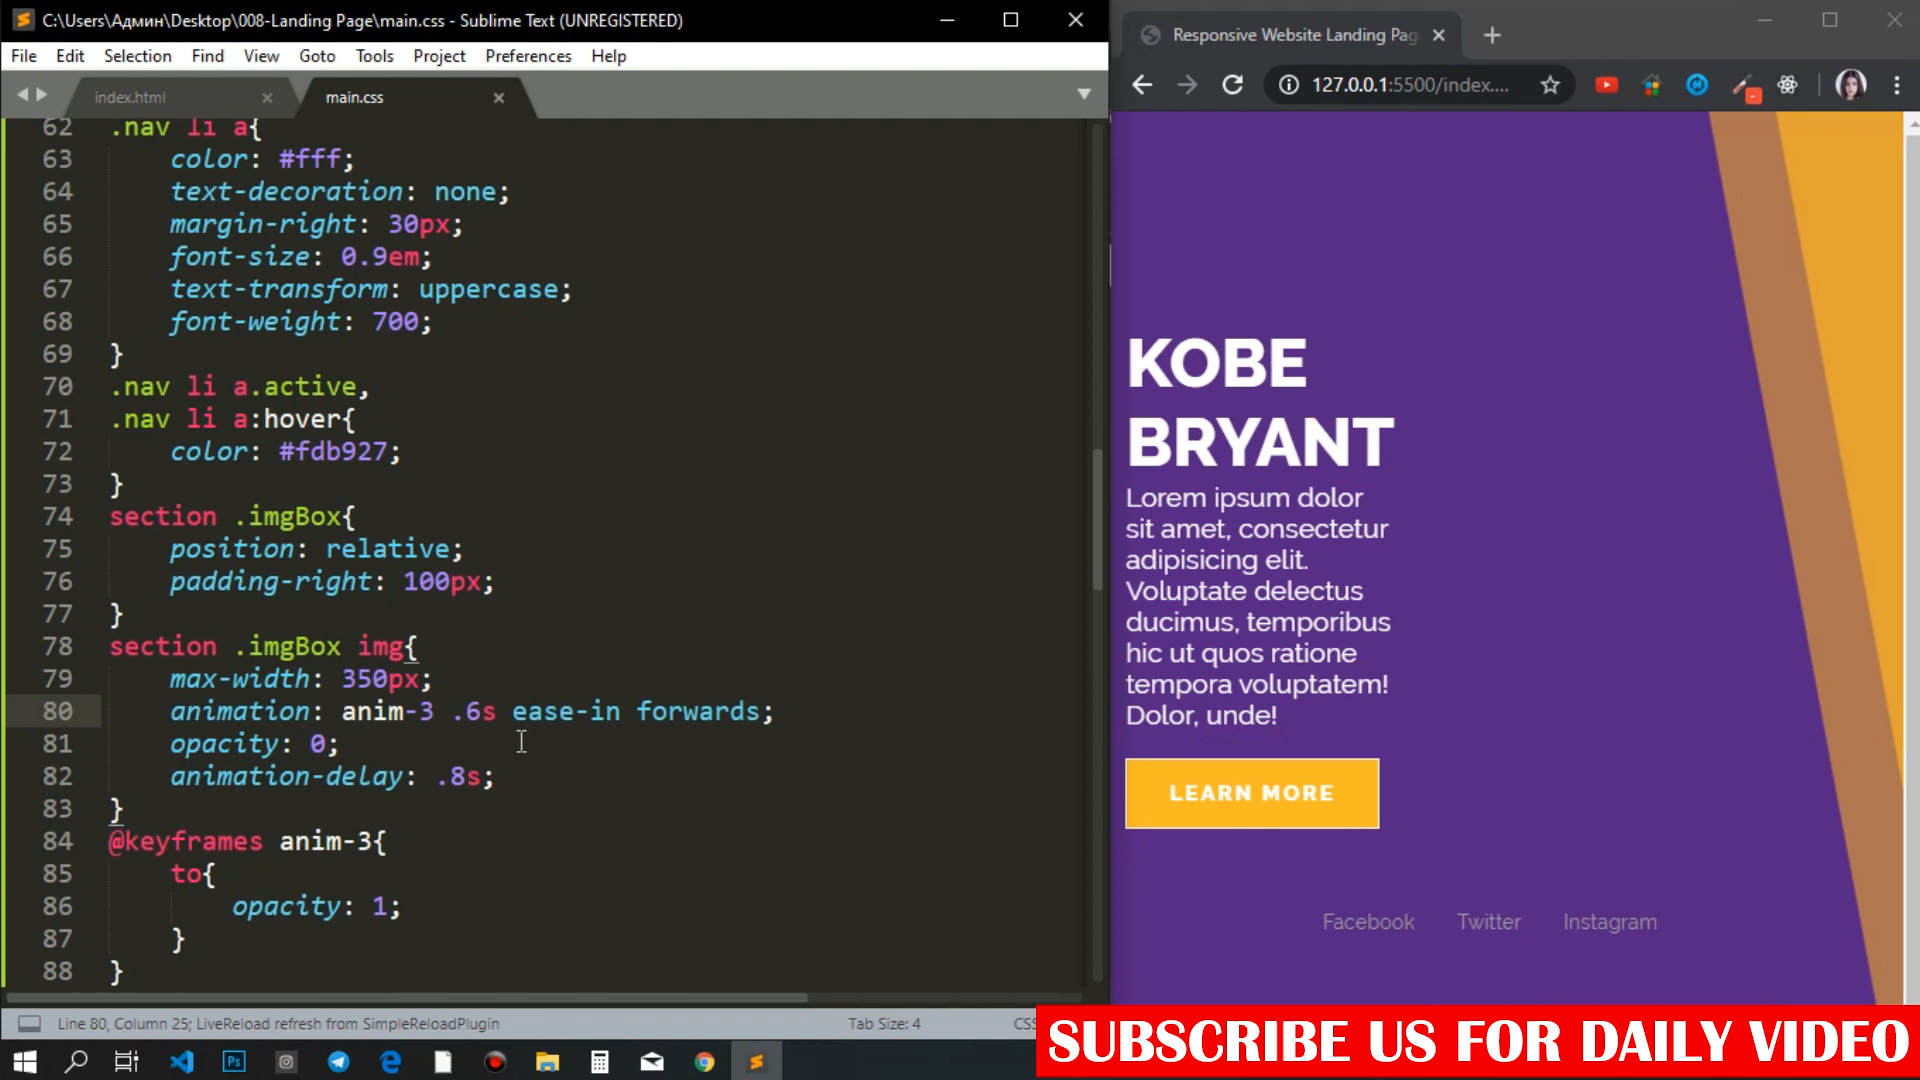 C:\Users\Админ\Desktop\008-Landing Page\main.css - Sublime Text (UNREGISTERED)
File Edit Selection Find View Goto Tools Project Preferences Help
index.html
main.css
62 .nav li a{
63 color: #fff;
64 text-decoration: none;
65 margin-right: 30px;
66 font-size: 0.9em;
67 text-transform: uppercase;
68 font-weight: 700;
69 }
70 .nav li a.active,
71 .nav li a:hover{
72 color: #fdb927;
73 }
74 section .imgBox{
75 position: relative;
76 padding-right: 100px;
77 }
78 section .imgBox img{
79 max-width: 350px;
80 animation: anim-3 .6s ease-in forwards;
81 opacity: 0;
82 animation-delay: .8s;
83 }
84 @keyframes anim-3{
85 to{
86 opacity: 1;
87 }
88 }
Line 80, Column 25; LiveReload refresh from SimpleReloadPlugin
Tab Size: 4
CSS
Responsive Website Landing Pag
127.0.0.1:5500/index....
KOBE
BRYANT
Lorem ipsum dolor
sit amet, consectetur
adipisicing elit.
Voluptate delectus
ducimus, temporibus
hic ut quos ratione
tempora voluptatem!
Dolor, unde!
LEARN MORE
Facebook Twitter Instagram
SUBSCRIBE US FOR DAILY VIDEO
Ps